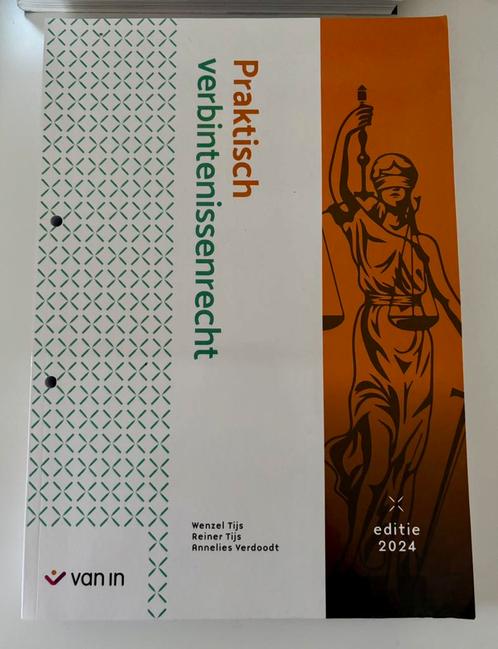 Praktisch
verbintenissenrecht
Wenzel Tijs
Reiner Tijs
Annelies Verdoodt
editie
2024
van in